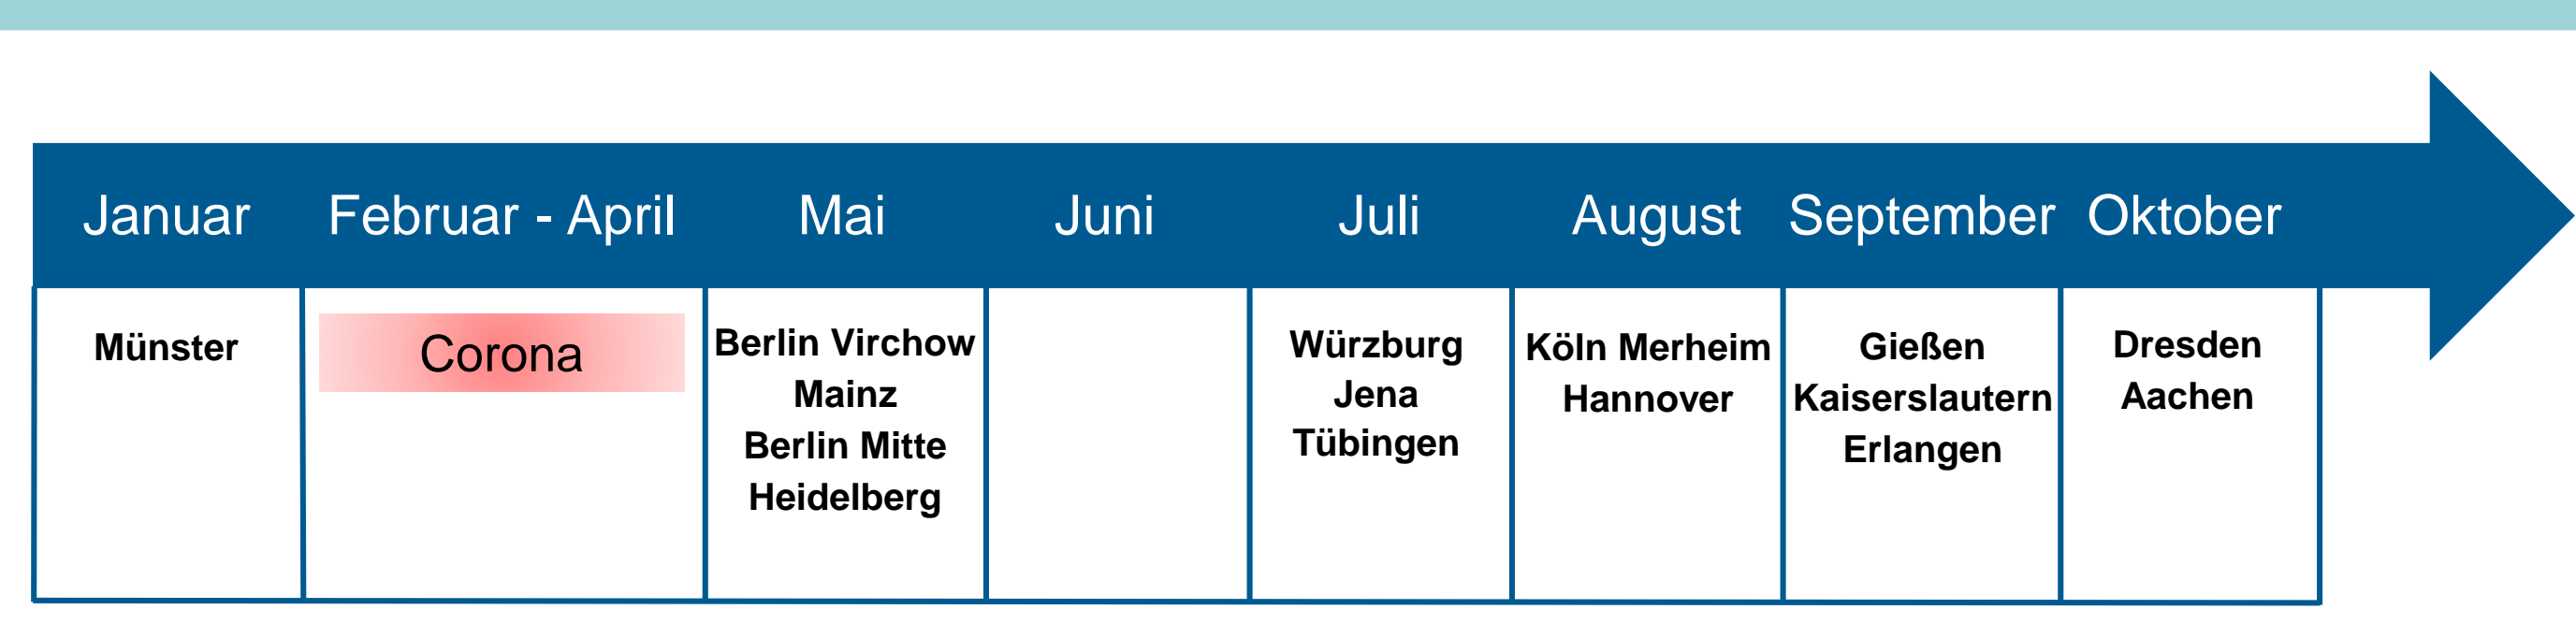 Januar
Februar - April
Mai
Juni
Juli
August
September
Oktober
Münster
Corona
Berlin Virchow
Mainz
Berlin Mitte
Heidelberg
Würzburg
Jena
Tübingen
Köln Merheim
Hannover
Gießen
Kaiserslautern
Erlangen
Dresden
Aachen